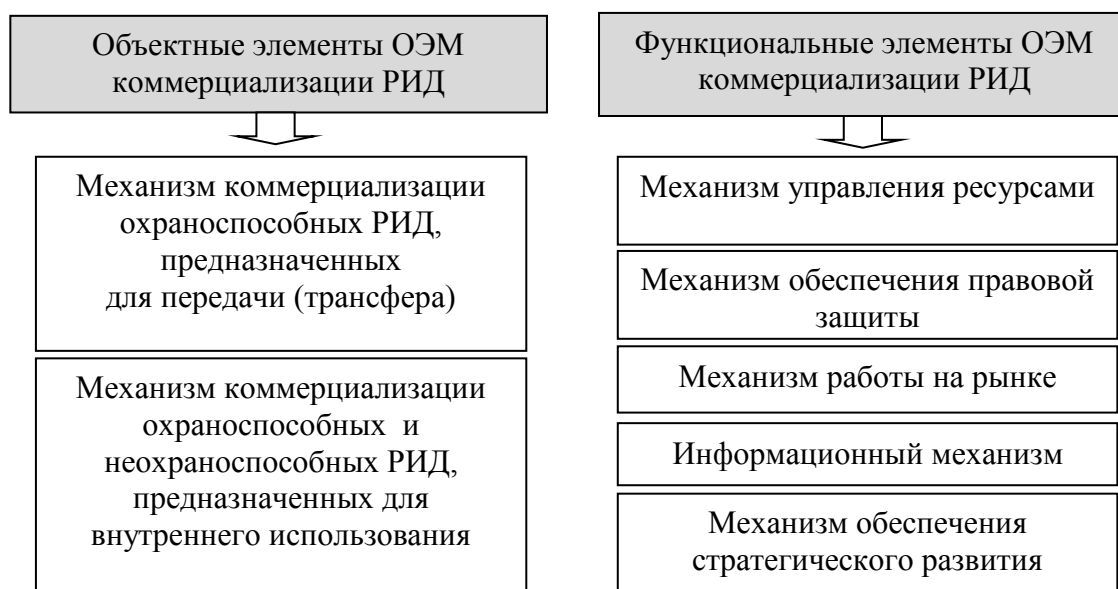 Объектные элементы ОЭМ
коммерциализации РИД
Механизм коммерциализации
охраноспособных РИД,
предназначенных
для передачи (трансфера)
Механизм коммерциализации
охраноспособных и
неохраноспособных РИД,
предназначенных для
внутреннего использования
Функциональные элементы ОЭМ
коммерциализации РИД
Механизм управления ресурсами
Механизм обеспечения правовой
защиты
Механизм работы на рынке
Информационный механизм
Механизм обеспечения
стратегического развития